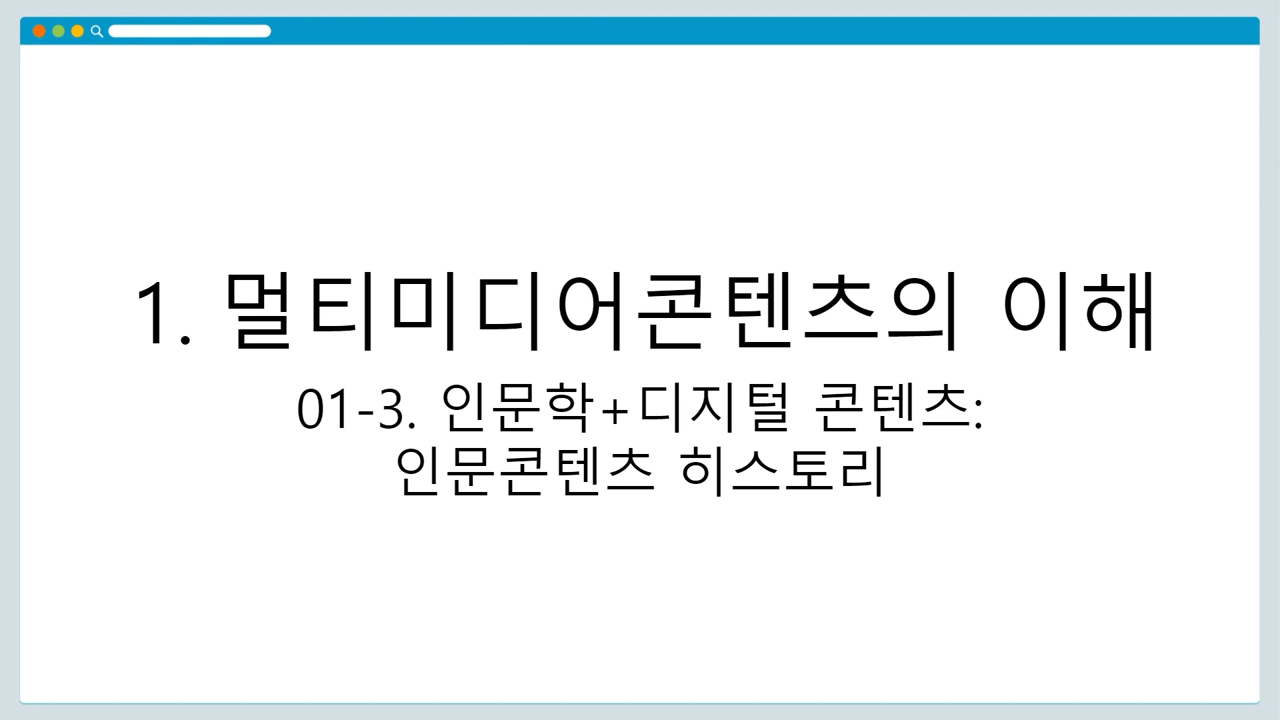 1. 멀티미디어콘텐츠의 이해
01-3. 인문학+디지털 콘텐츠:
인문콘텐츠 히스토리